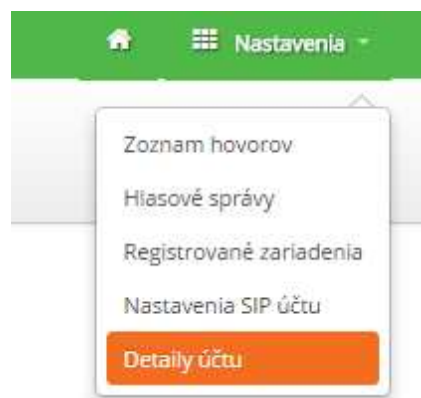 Nastavenia
Zoznam hovorov
Hlasové správy
Registrované zariadenia
Nastavenia SIP účtu
Detaily účtu